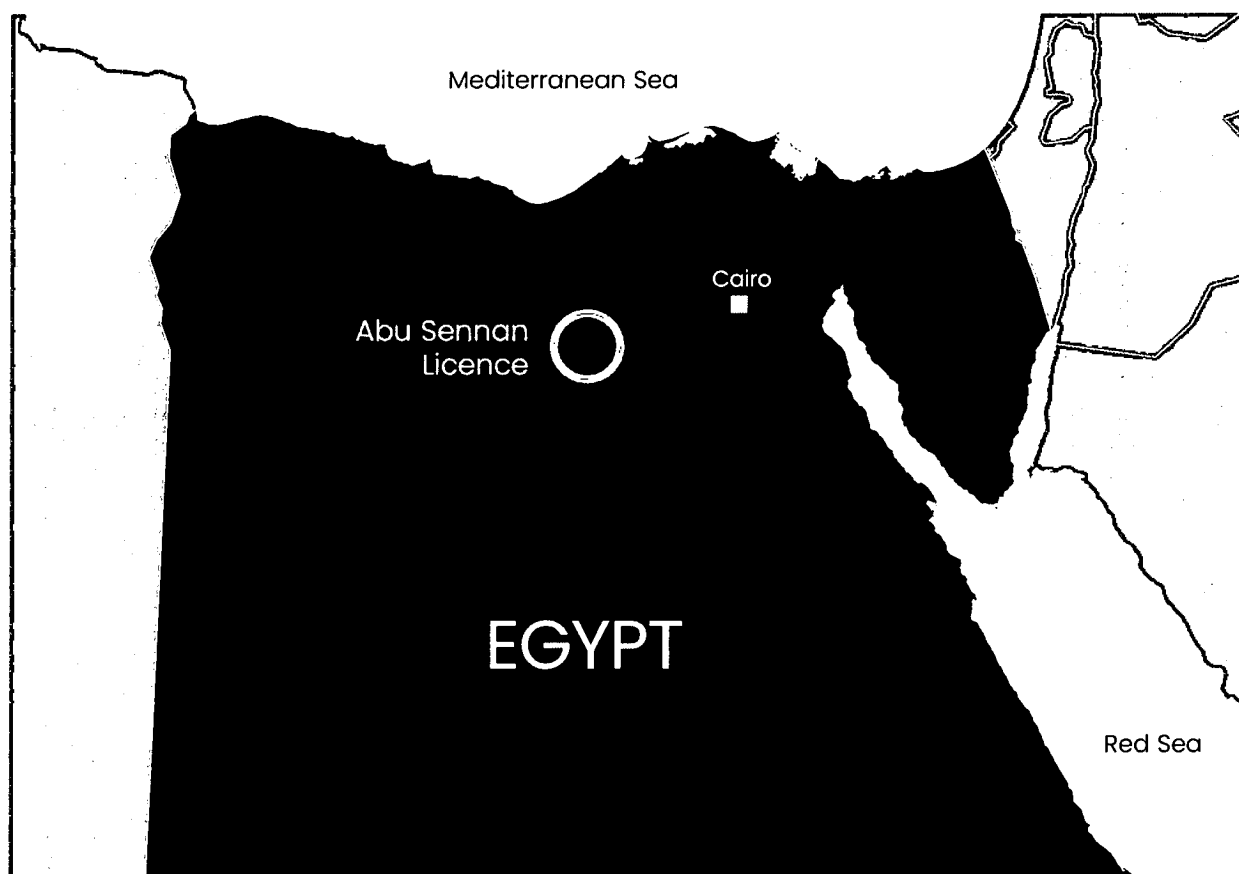 Mediterranean Sea
Cairo
Abu Sennan
Licence
EGYPT
Red Sea